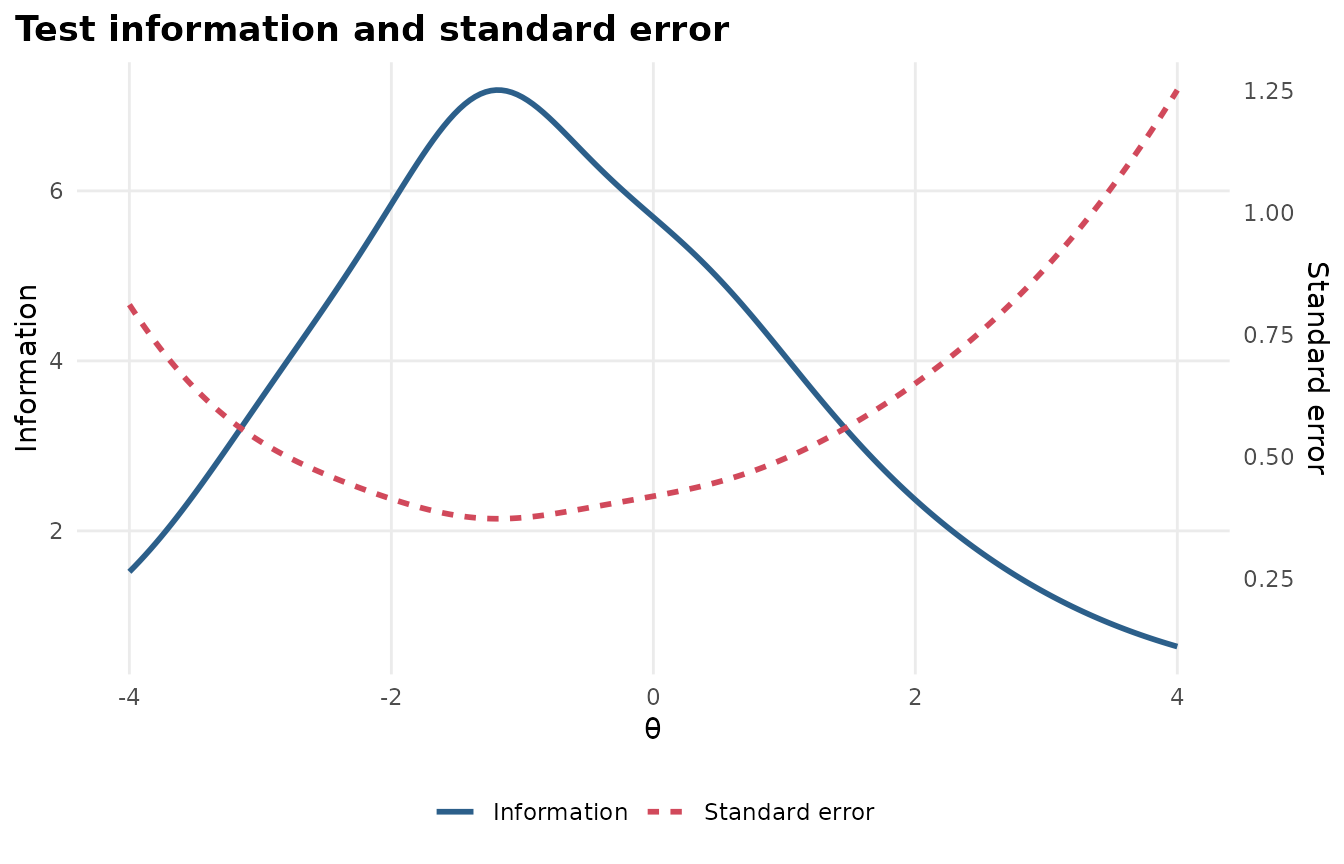 Test information and standard error
Information
6
4
2
1.25
1.00
0.75
0.50
0.25
Standard error
-4 -2 0 2 4
θ
Information Standard error